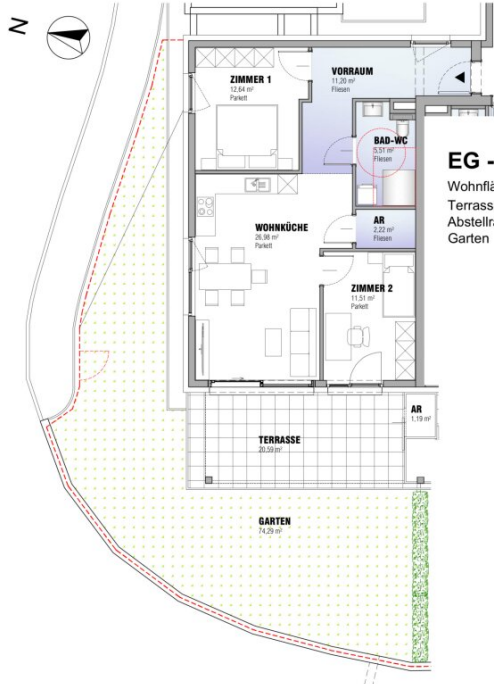 N
ZIMMER 1
12,64 m²
Parkett
VORRAUM
11,20 m²
Fliesen
BAD-WC
5,51 m²
Fliesen
EG -
Wohnflä
Terrass
Abstellra
Garten
WOHNKÜCHE
26,98 m²
Parkett
AR
2,22 m²
Fliesen
ZIMMER 2
11,51 m²
Parkett
AR
1,19 m²
TERRASSE
20,59 m²
GARTEN
74,29 m²